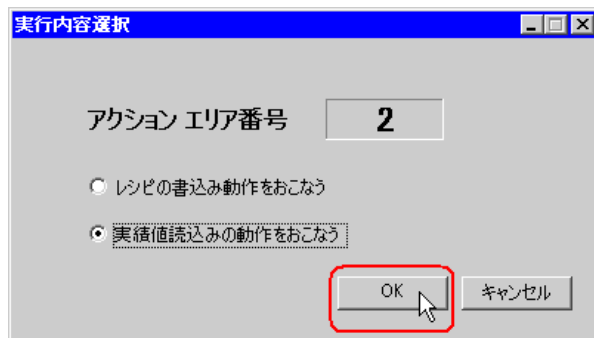 実行内容選択
アクション エリア番号 2
レシピの書込み動作をおこなう
実績値読込みの動作をおこなう
OK キャンセル